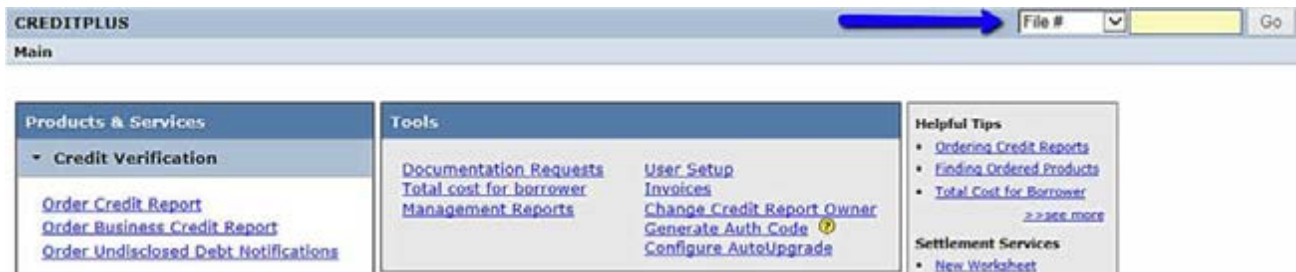 CREDITPLUS
File #
Go
Main
Products & Services
Credit Verification
Order Credit Report
Order Business Credit Report
Order Undisclosed Debt Notifications
Tools
Documentation Requests
Total cost for borrower
Management Reports
User Setup
Invoices
Change Credit Report Owner
Generate Auth Code ?
Configure AutoUpgrade
Helpful Tips
• Ordering Credit Reports
• Finding Ordered Products
• Total Cost for Borrower
>>see more
Settlement Services
• New Worksheet